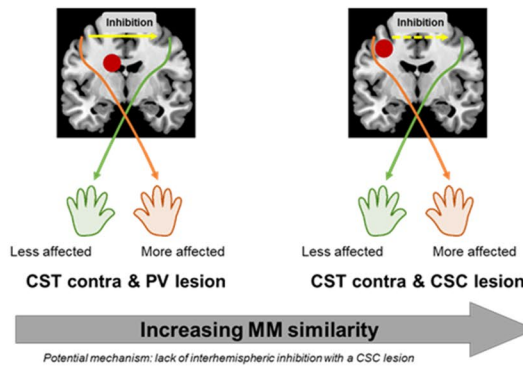 Inhibition
Inhibition
Less affected
More affected
Less affected
More affected
CST contra & PV lesion
CST contra & CSC lesion
Increasing MM similarity
Potential mechanism: lack of interhemispheric inhibition with a CSC lesion